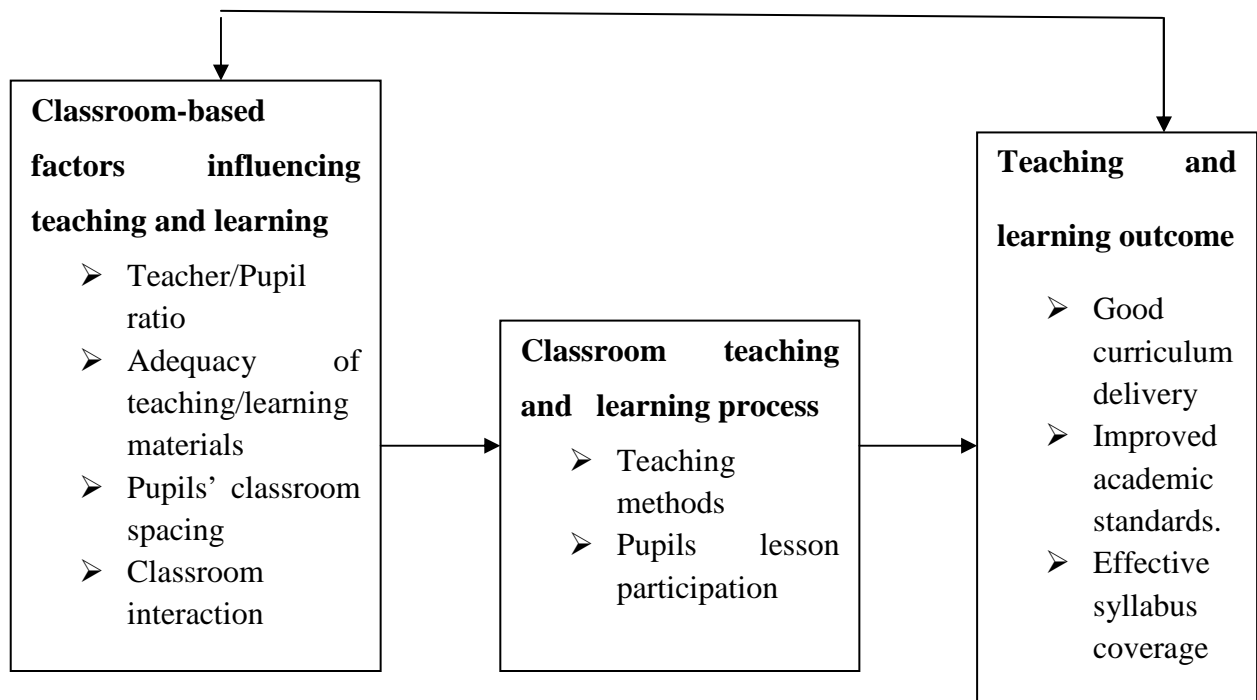 Classroom-based
factors influencing
teaching and learning
➢ Teacher/Pupil
ratio
➢ Adequacy of
teaching/learning
materials
➢ Pupils’ classroom
spacing
➢ Classroom
interaction
Classroom teaching
and learning process
➢ Teaching
methods
➢ Pupils lesson
participation
Teaching and
learning outcome
➢ Good
curriculum
delivery
➢ Improved
academic
standards.
➢ Effective
syllabus
coverage